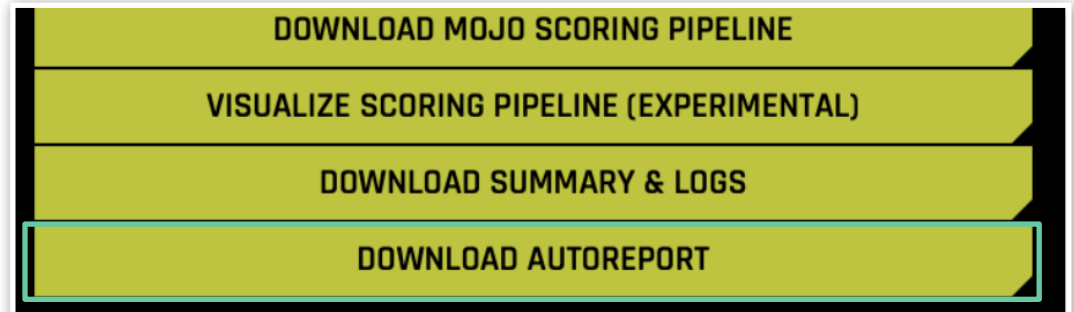 DOWNLOAD MOJO SCORING PIPELINE
VISUALIZE SCORING PIPELINE (EXPERIMENTAL)
DOWNLOAD SUMMARY & LOGS
DOWNLOAD AUTOREPORT